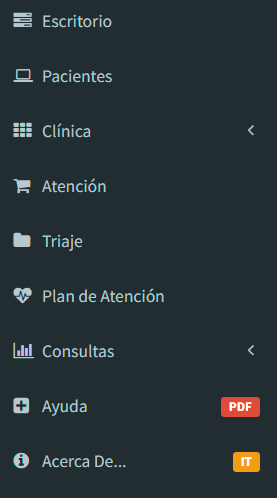 Escritorio
Pacientes
Clínica
Atención
Triaje
Plan de Atención
Consultas
Ayuda PDF
Acerca De... IT